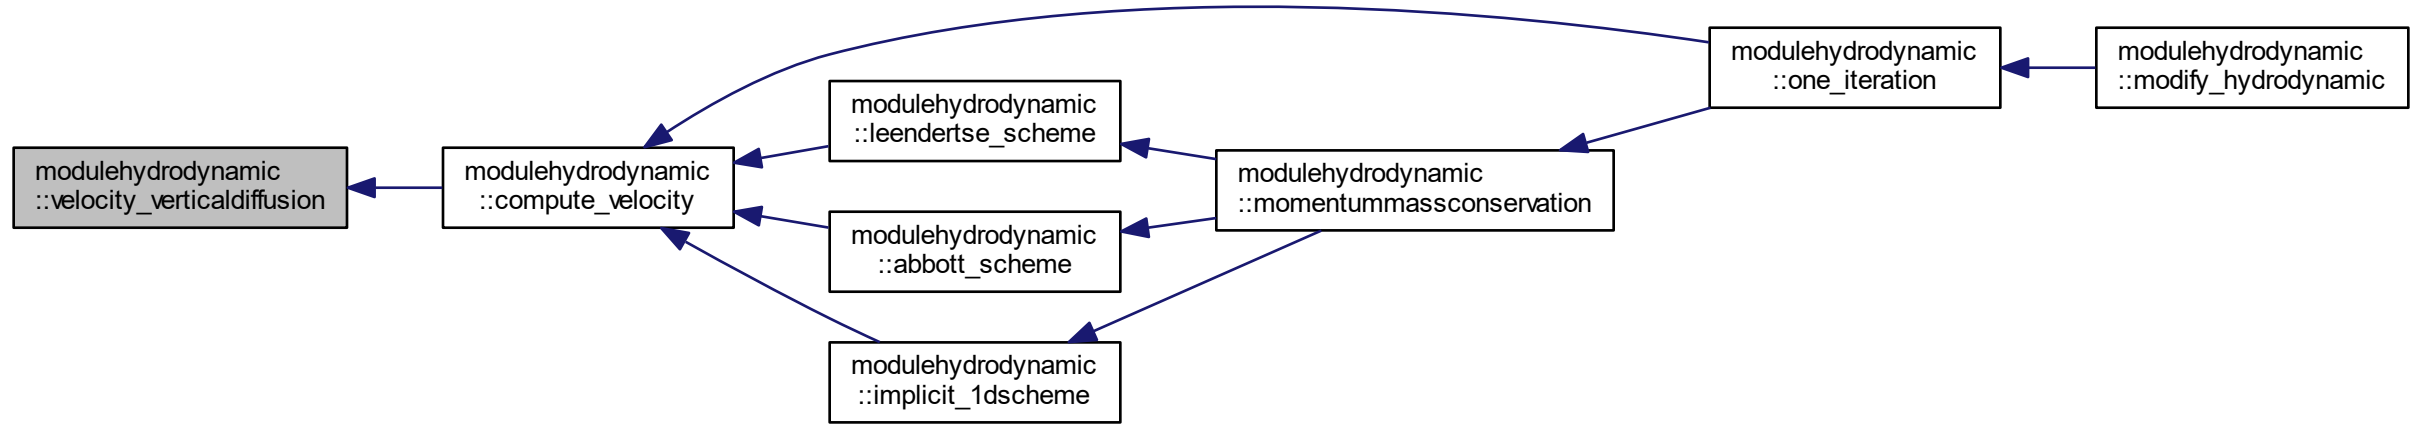 modulehydrodynamic
::velocity_verticaldiffusion
modulehydrodynamic
::compute_velocity
modulehydrodynamic
::leendertse_scheme
modulehydrodynamic
::abbott_scheme
modulehydrodynamic
::implicit_1dscheme
modulehydrodynamic
::momentummassconservation
modulehydrodynamic
::one_iteration
modulehydrodynamic
::modify_hydrodynamic